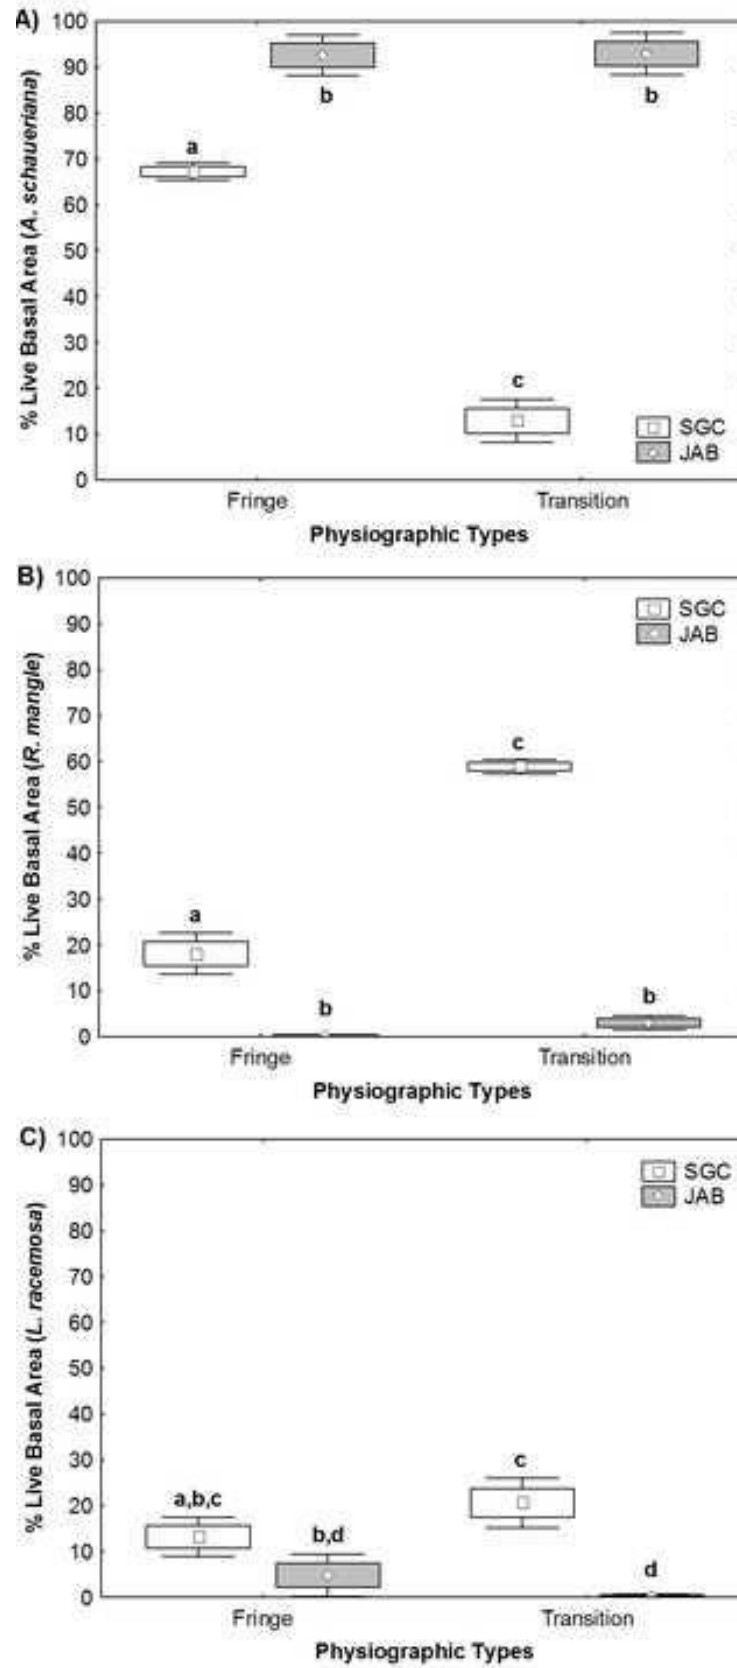 A)
% Live Basal Area (A. schaueriana)
100
90
80
70
60
50
40
30
20
10
0
a
b
c
b
SGC
JAB
Fringe
Transition
Physiographic Types
B)
% Live Basal Area (R. mangle)
100
90
80
70
60
50
40
30
20
10
0
a
b
c
b
SGC
JAB
Fringe
Transition
Physiographic Types
C)
% Live Basal Area (L. racemosa)
100
90
80
70
60
50
40
30
20
10
0
a,b,c
b,d
c
d
SGC
JAB
Fringe
Transition
Physiographic Types